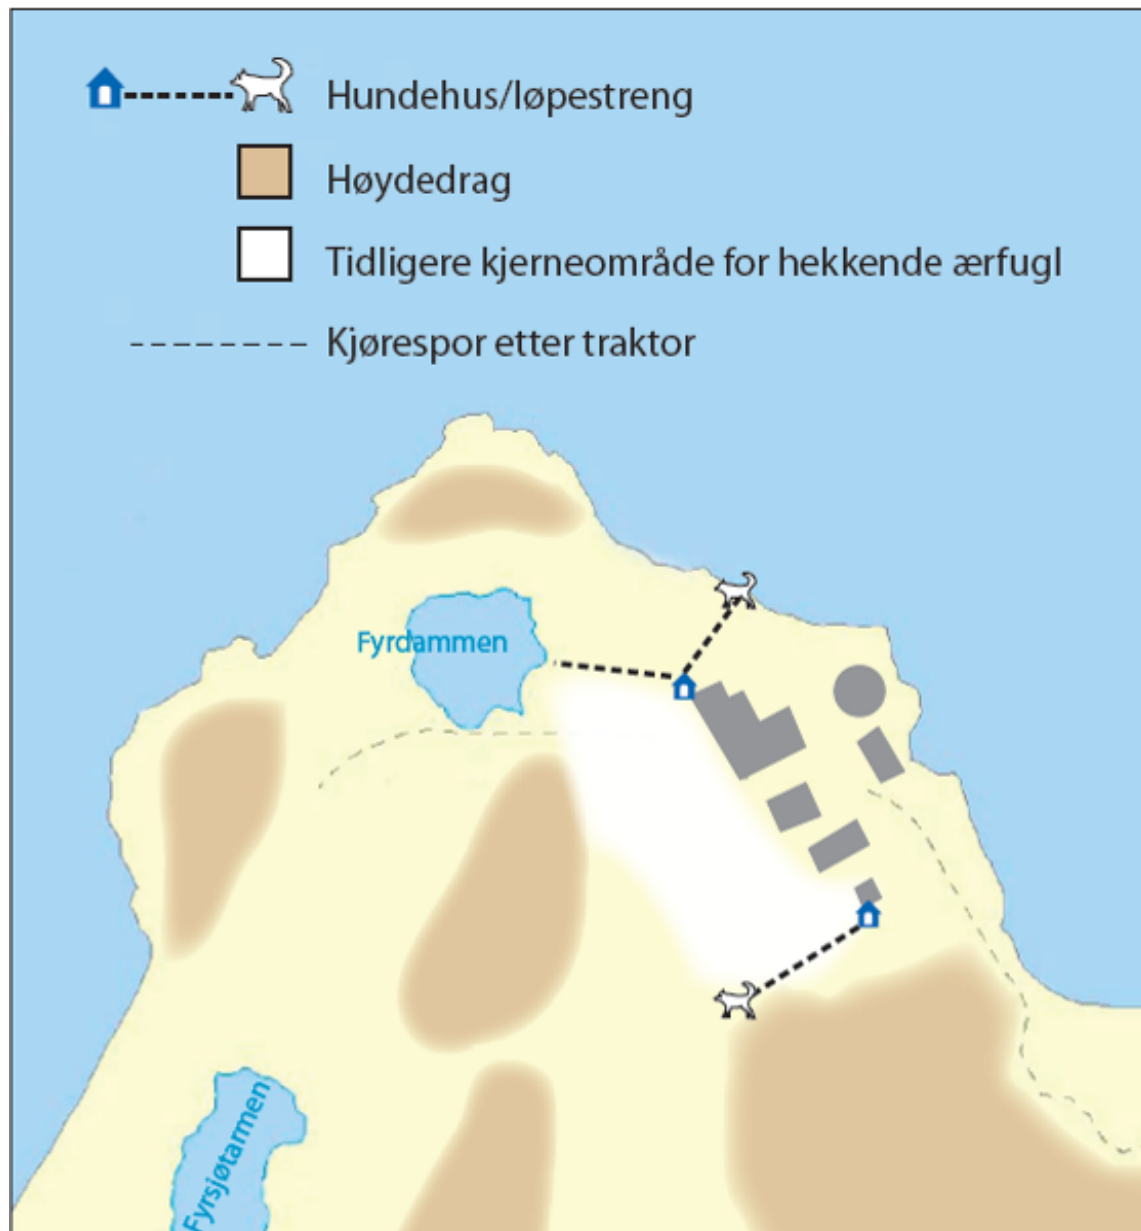 Hundehus/løpestreng
Høydedrag
Tidligere kjerneområde for hekkende ærfugl
Kjørespor etter traktor
Fyrdammen
Fyrsjøtarmen